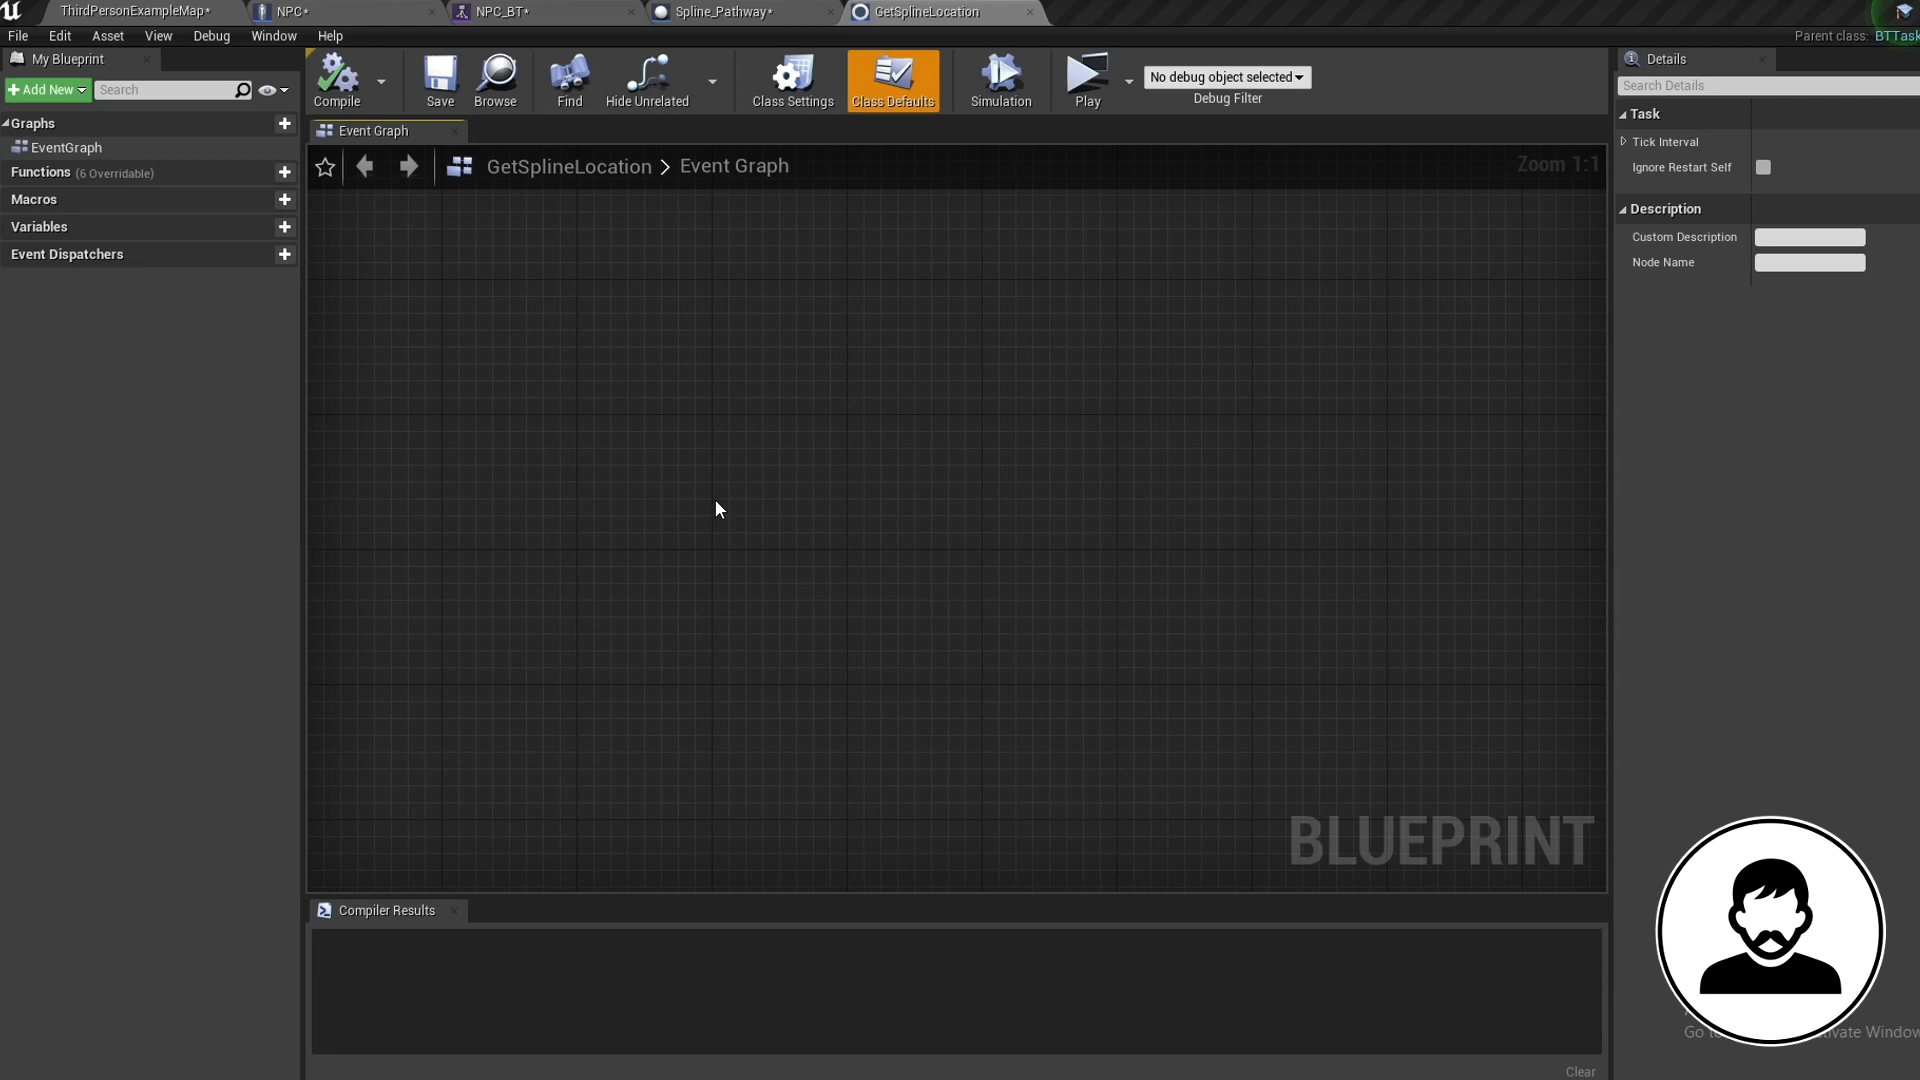 ThirdPersonExampleMap*
NPC*
NPC_BT*
Spline_Pathway*
GetSplineLocation
File Edit Asset View Debug Window Help
Parent class: BTTask
My Blueprint
Add New
Search
Compile
Save
Browse
Find
Hide Unrelated
Class Settings
Class Defaults
Simulation
Play
No debug object selected
Debug Filter
Details
Search Details
Graphs
EventGraph
Functions (6 Overridable)
Macros
Variables
Event Dispatchers
Event Graph
GetSplineLocation > Event Graph
Zoom 1:1
Task
Tick Interval
Ignore Restart Self
Description
Custom Description
Node Name
BLUEPRINT
Compiler Results
Clear
Go
Window